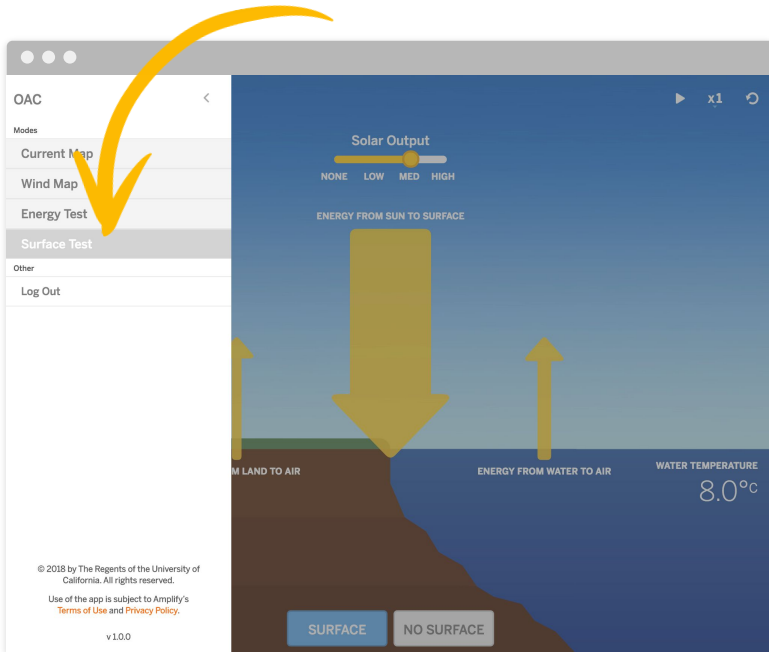 OAC
Modes
Current Map
Wind Map
Energy Test
Surface Test
Other
Log Out
© 2018 by The Regents of the University of
California. All rights reserved.
Use of the app is subject to Amplify's
Terms of Use and Privacy Policy.
v 1.0.0
x1
Solar Output
NONE LOW MED HIGH
ENERGY FROM SUN TO SURFACE
M LAND TO AIR
ENERGY FROM WATER TO AIR
WATER TEMPERATURE
8.0°C
SURFACE
NO SURFACE